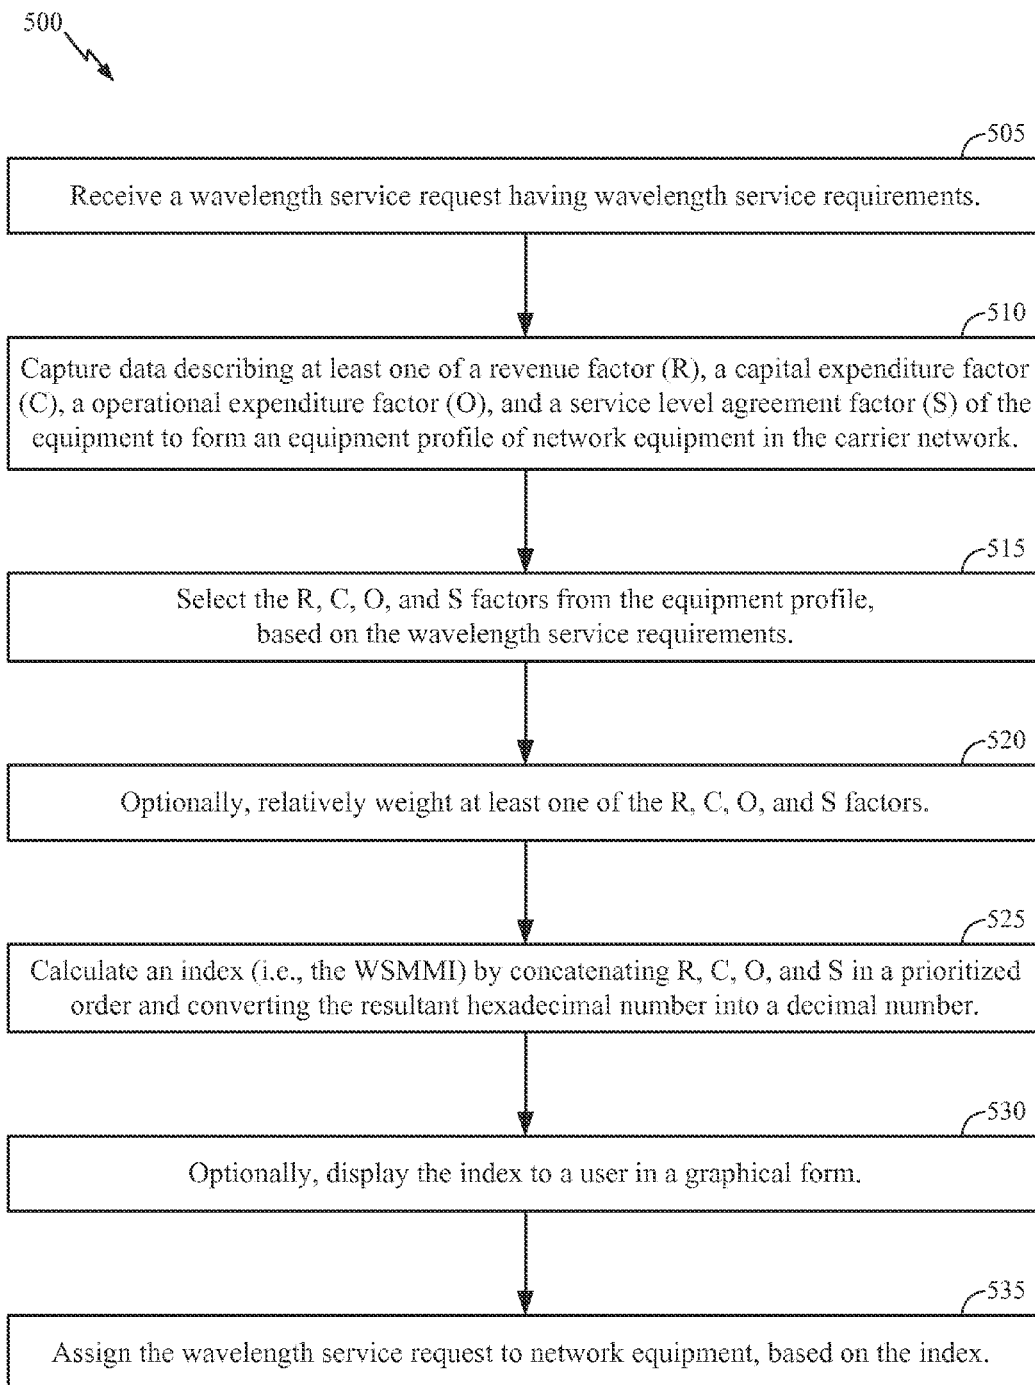 500
505
Receive a wavelength service request having wavelength service requirements.
510
Capture data describing at least one of a revenue factor (R), a capital expenditure factor
(C), a operational expenditure factor (O), and a service level agreement factor (S) of the
equipment to form an equipment profile of network equipment in the carrier network.
515
Select the R, C, O, and S factors from the equipment profile,
based on the wavelength service requirements.
520
Optionally, relatively weight at least one of the R, C, O, and S factors.
525
Calculate an index (i.e., the WSMMI) by concatenating R, C, O, and S in a prioritized
order and converting the resultant hexadecimal number into a decimal number.
530
Optionally, display the index to a user in a graphical form.
535
Assign the wavelength service request to network equipment, based on the index.